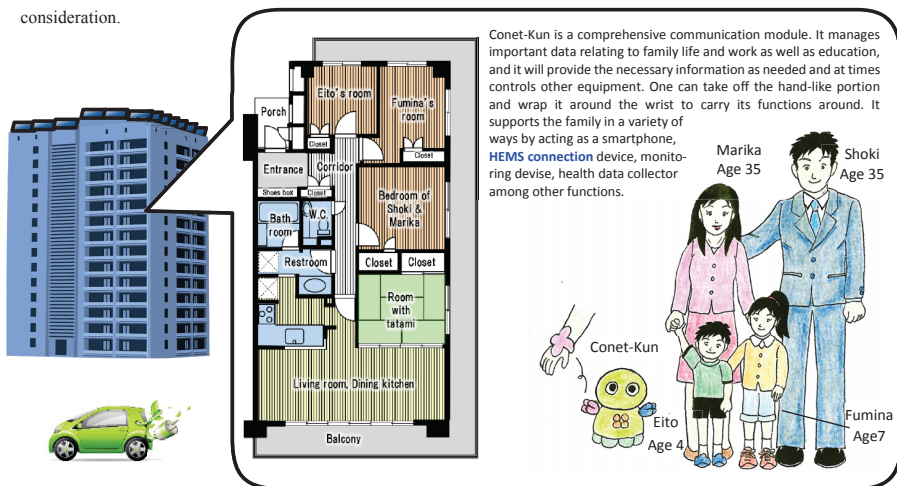 consideration.
Conet-Kun is a comprehensive communication module. It manages
important data relating to family life and work as well as education,
and it will provide the necessary information as needed and at times
controls other equipment. One can take off the hand-like portion
and wrap it around the wrist to carry its functions around. It
supports the family in a variety of
ways by acting as a smartphone,
HEMS connection device, monito-
ring devise, health data collector
among other functions.
Eito's room
Fumina's
room
Porch
Closet
Closet
Entrance
Corridor
Shoes box
Closet
Bedroom of
Shoki &
Marika
Bath
room
W.C.
Restroom
Closet
Closet
Room
with
tatami
Living room, Dining kitchen
Balcony
Marika
Age 35
Shoki
Age 35
Conet-Kun
Eito
Age 4
Fumina
Age7